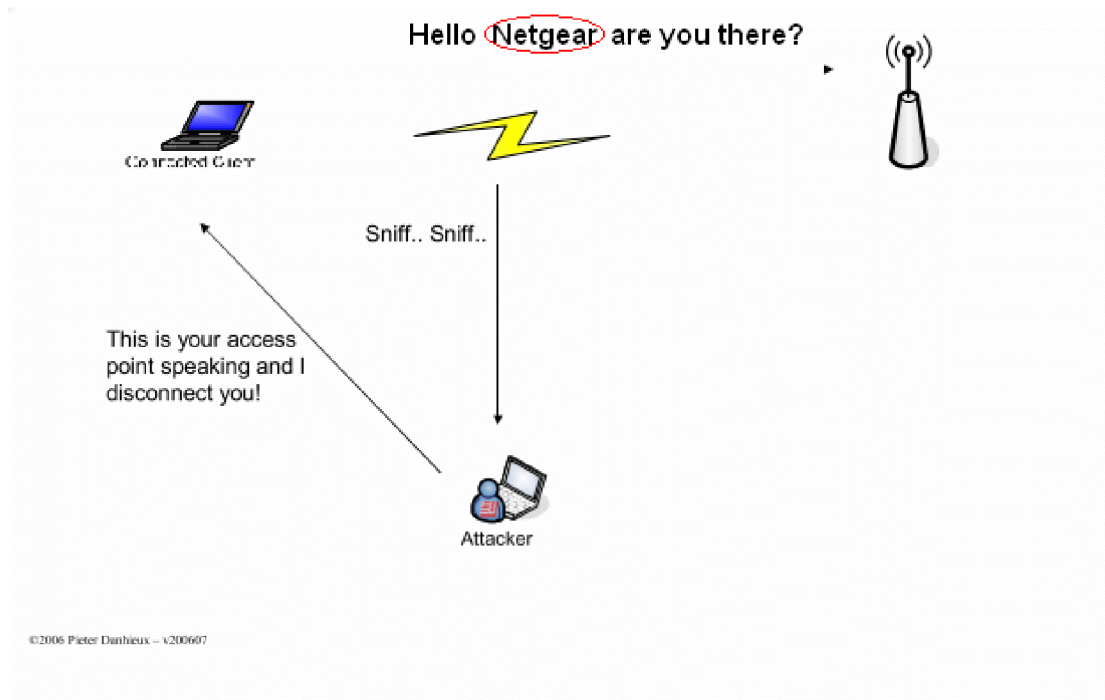 Hello Netgear are you there?
Sniff.. Sniff..
This is your access
point speaking and I
disconnect you!
Attacker
©2006 Pieter Danhieux – v200607